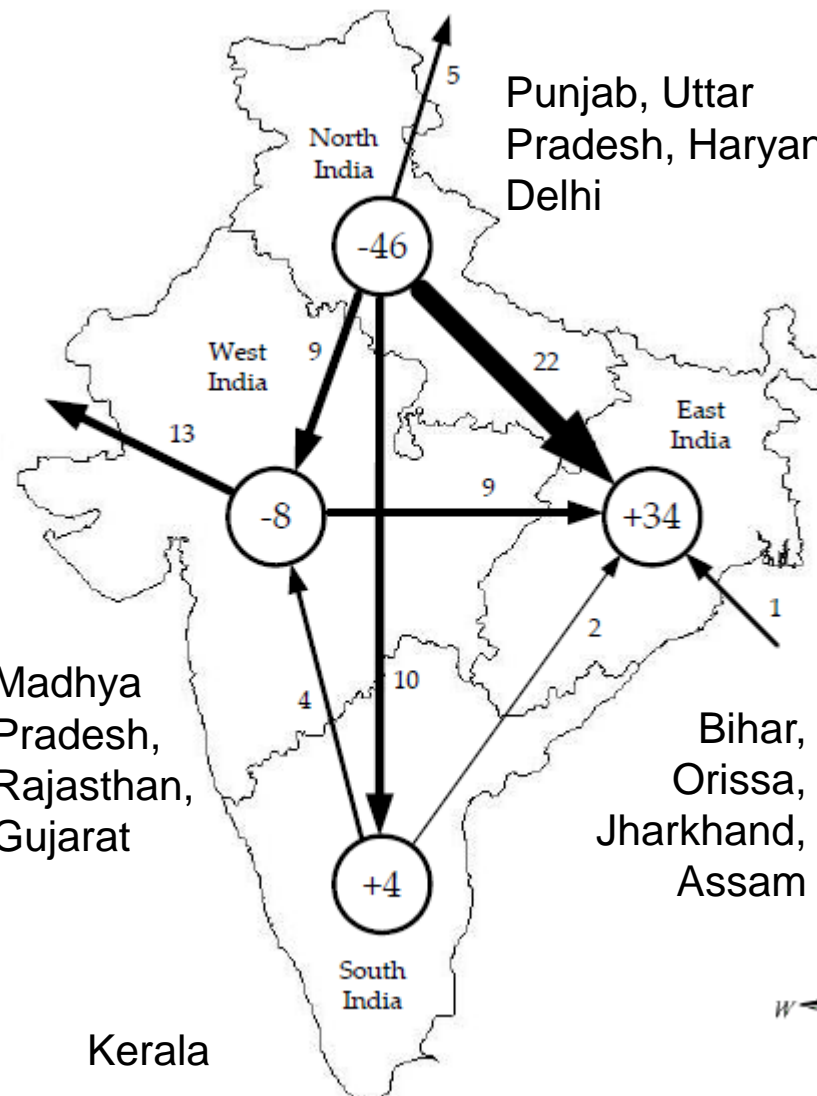 5
Punjab, Uttar
Pradesh, Haryan
Delhi
North
India
-46
West
India
9
22
East
India
13
9
-8
+34
1
2
Madhya
Pradesh,
Rajasthan,
Gujarat
4
10
Bihar,
Orissa,
Jharkhand,
Assam
+4
South
India
W
Kerala